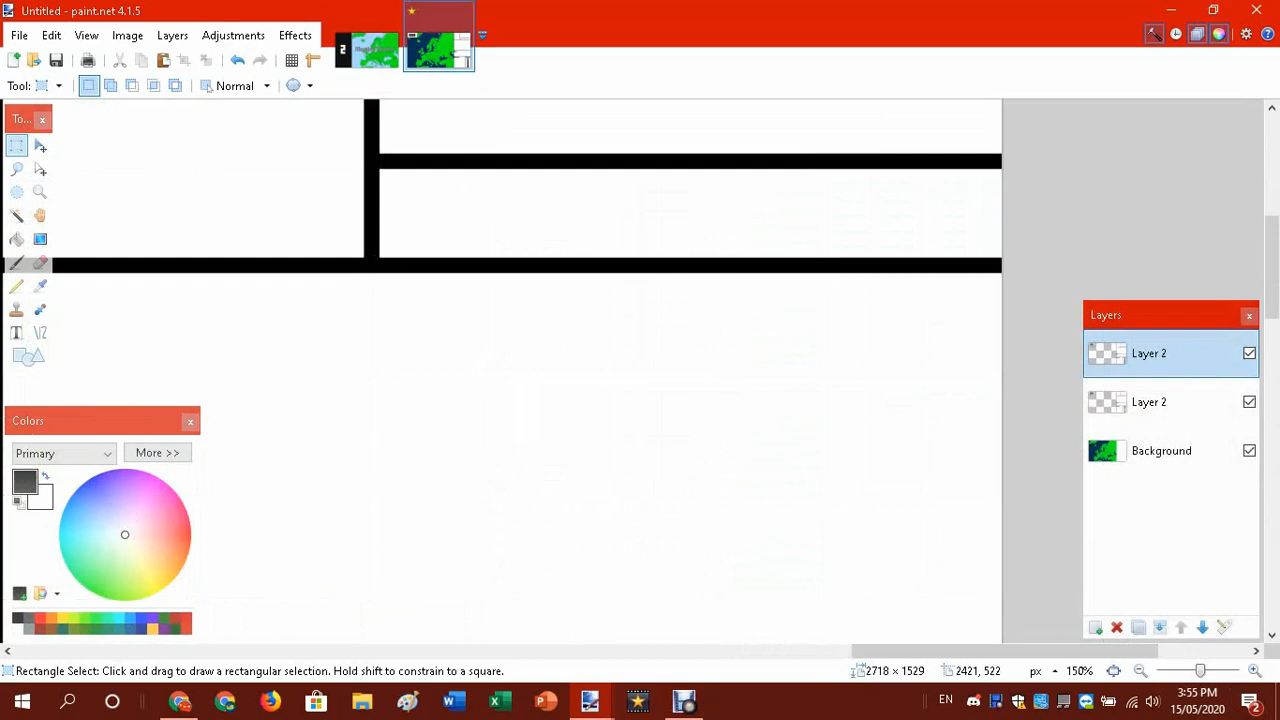 Untitled - paint.net 4.1.5
File Edit View Image Layers Adjustments Effects
2
Tool: Normal
To... x
Layers x
Layer 2
Layer 2
Background
Colors x
Primary More >>
Rectangle Select: Click and drag to draw a rectangular selection. Hold shift to constrain to a square. 2718 x 1529 2421, 522 px 150%
EN 3:55 PM
15/05/2020 2